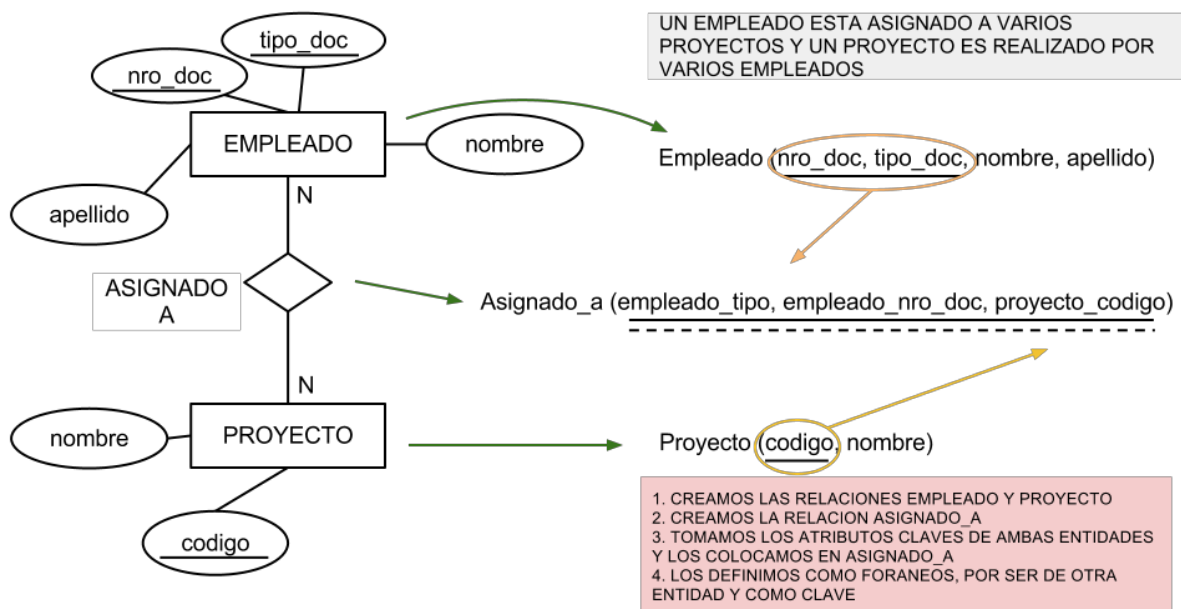 tipo_doc
nro_doc
EMPLEADO
nombre
apellido
N
ASIGNADO
A
N
nombre
PROYECTO
codigo
UN EMPLEADO ESTA ASIGNADO A VARIOS
PROYECTOS Y UN PROYECTO ES REALIZADO POR
VARIOS EMPLEADOS
Empleado (nro_doc, tipo_doc, nombre, apellido)
Asignado_a (empleado_tipo, empleado_nro_doc, proyecto_codigo)
Proyecto (codigo, nombre)
1. CREAMOS LAS RELACIONES EMPLEADO Y PROYECTO
2. CREAMOS LA RELACION ASIGNADO_A
3. TOMAMOS LOS ATRIBUTOS CLAVES DE AMBAS ENTIDADES
Y LOS COLOCAMOS EN ASIGNADO_A
4. LOS DEFINIMOS COMO FORANEOS, POR SER DE OTRA
ENTIDAD Y COMO CLAVE